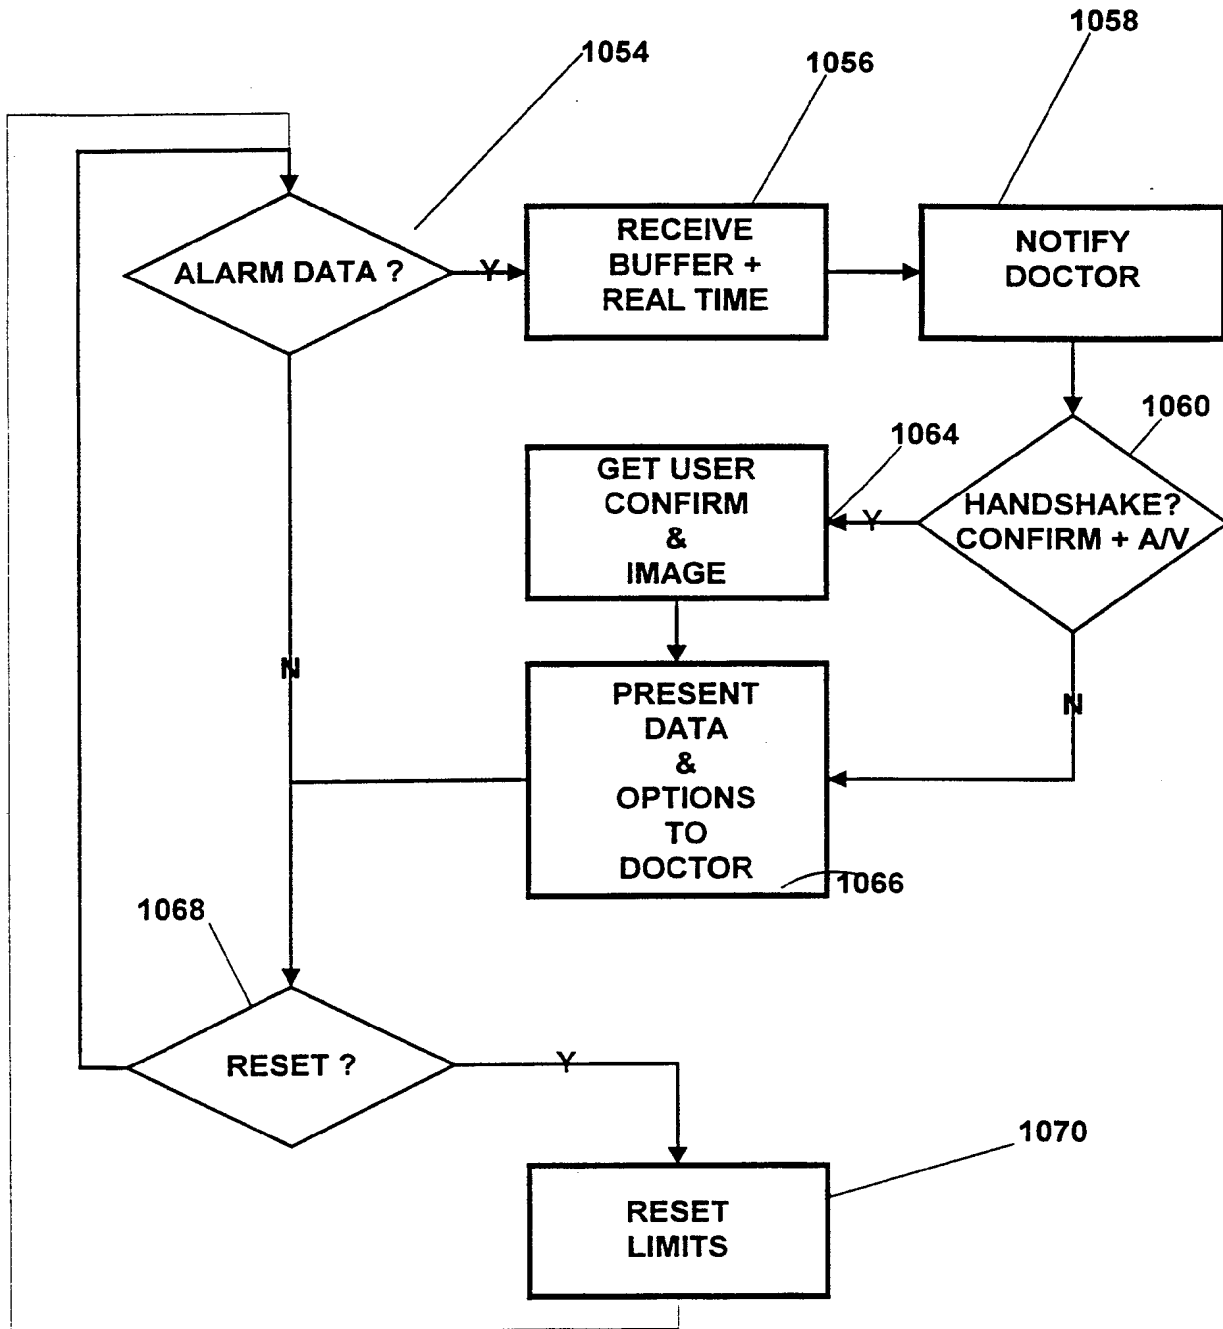 1058
1054
1056
RECEIVE
BUFFER +
REAL TIME
NOTIFY
DOCTOR
ALARM DATA ?
Y
1060
1064
GET USER
CONFIRM
&
IMAGE
HANDSHAKE?
CONFIRM + A/V
Y
N
N
PRESENT
DATA
&
OPTIONS
TO
DOCTOR
1066
1068
RESET ?
Y
1070
RESET
LIMITS